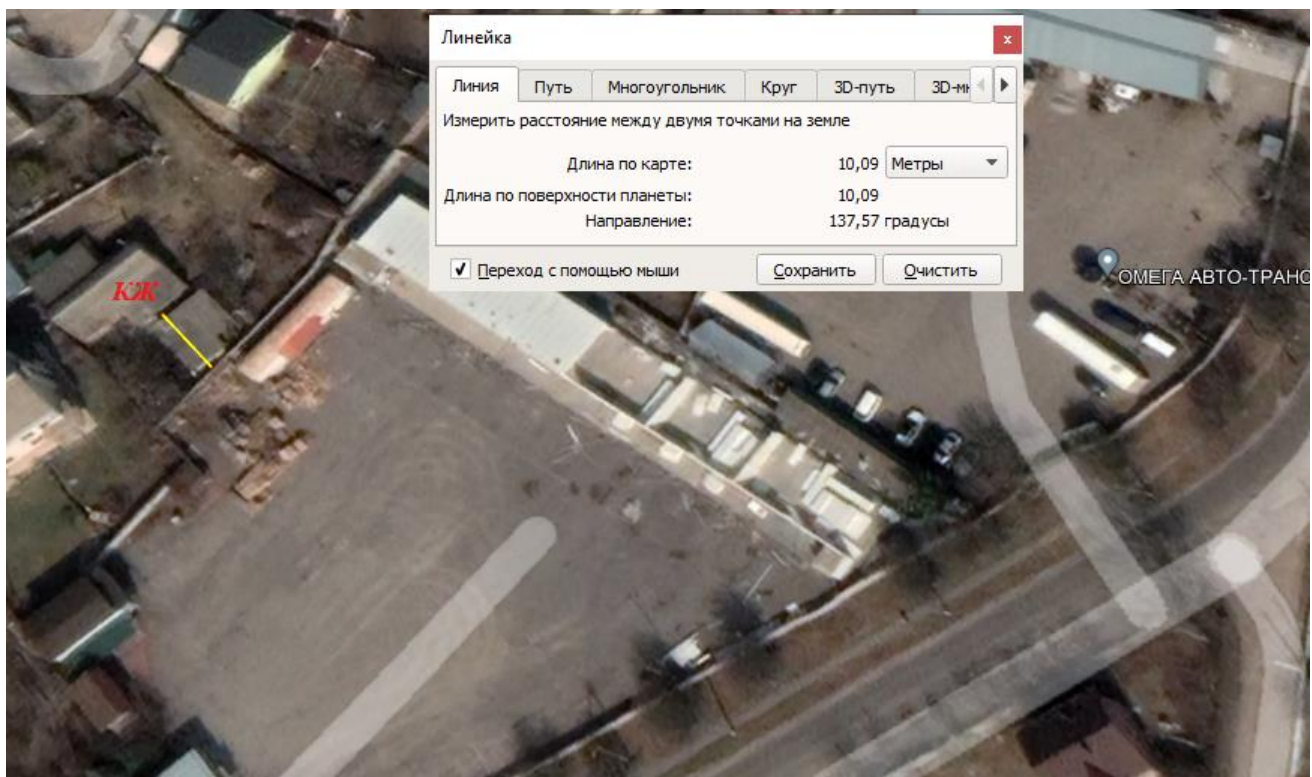 Линейка
x
Линия Путь Многоугольник Круг 3D-путь 3D-мн
Измерить расстояние между двумя точками на земле
Длина по карте: 10,09 Метры
Длина по поверхности планеты: 10,09
Направление: 137,57 градусы
Переход с помощью мыши Сохранить Очистить
КЖ
ОМЕГА АВТО-ТРАНС